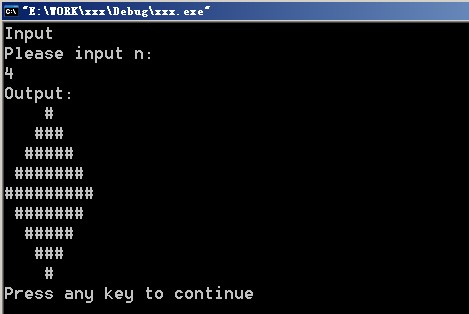 "E:\WORK\xxx\Debug\xxx.exe"
Input
Please input n:
4
Output:
    #
   ###
  #####
 #######
#########
 #######
  #####
   ###
    #
Press any key to continue